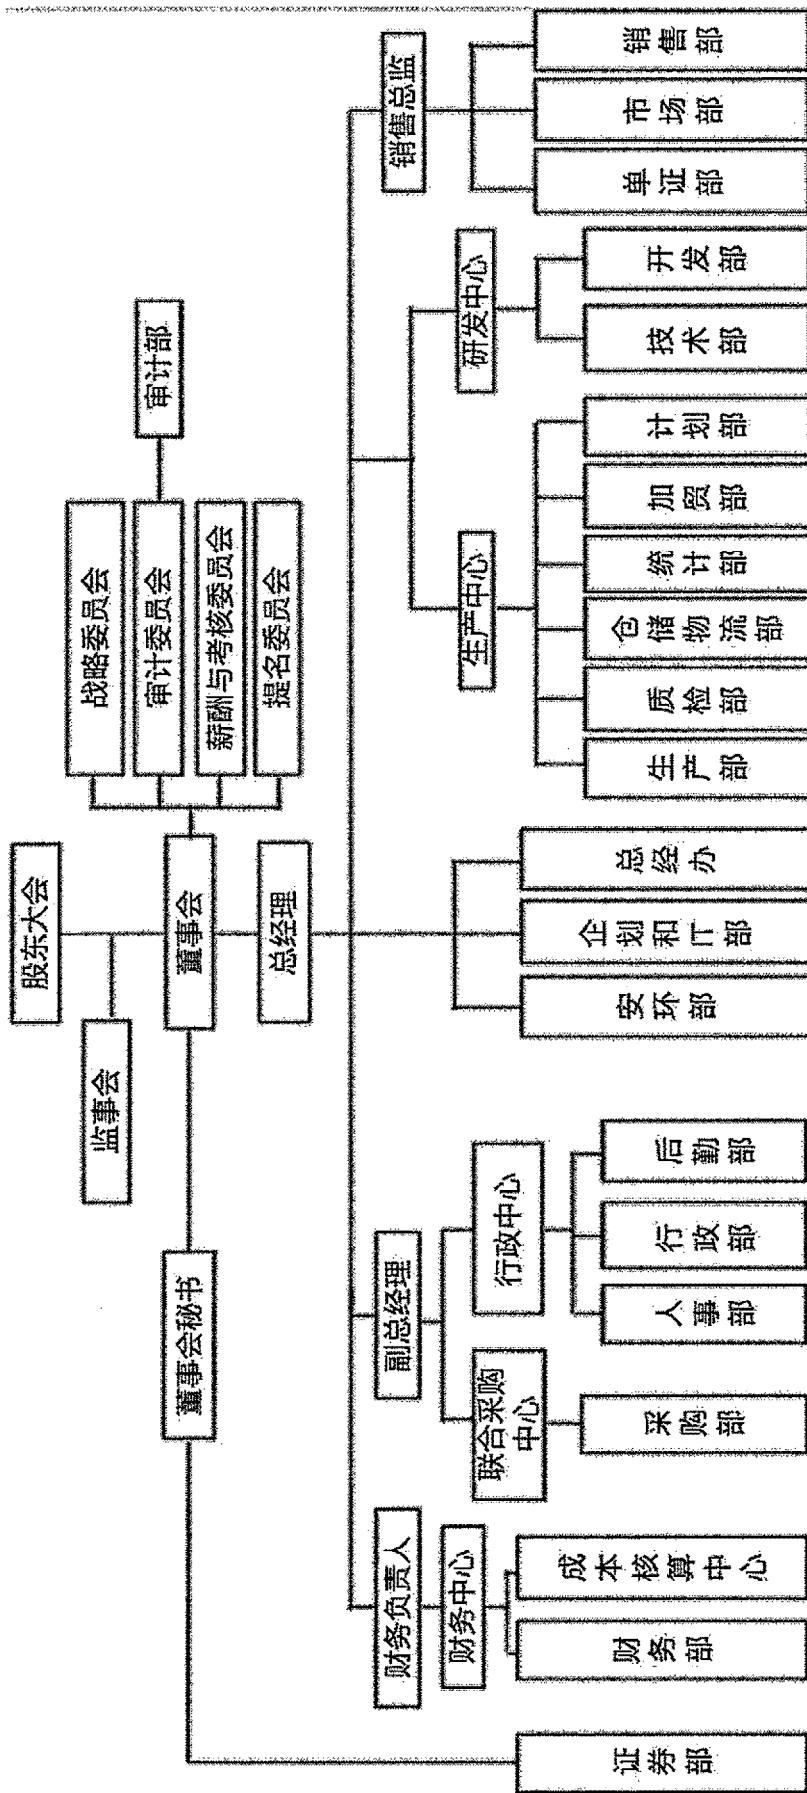 股东大会
监事会
董事会
战略委员会
审计委员会
审计部
薪酬与考核委员会
提名委员会
董事会秘书
总经理
财务负责人
副总经理
销售总监
财务中心
联合采购
中心
行政中心
生产中心
研发中心
证券部
财务部
成本核算中心
采购部
人事部
行政部
后勤部
安环部
企划和IT部
总经办
生产部
质检部
仓储物流部
统计部
加贸部
计划部
技术部
开发部
单证部
市场部
销售部